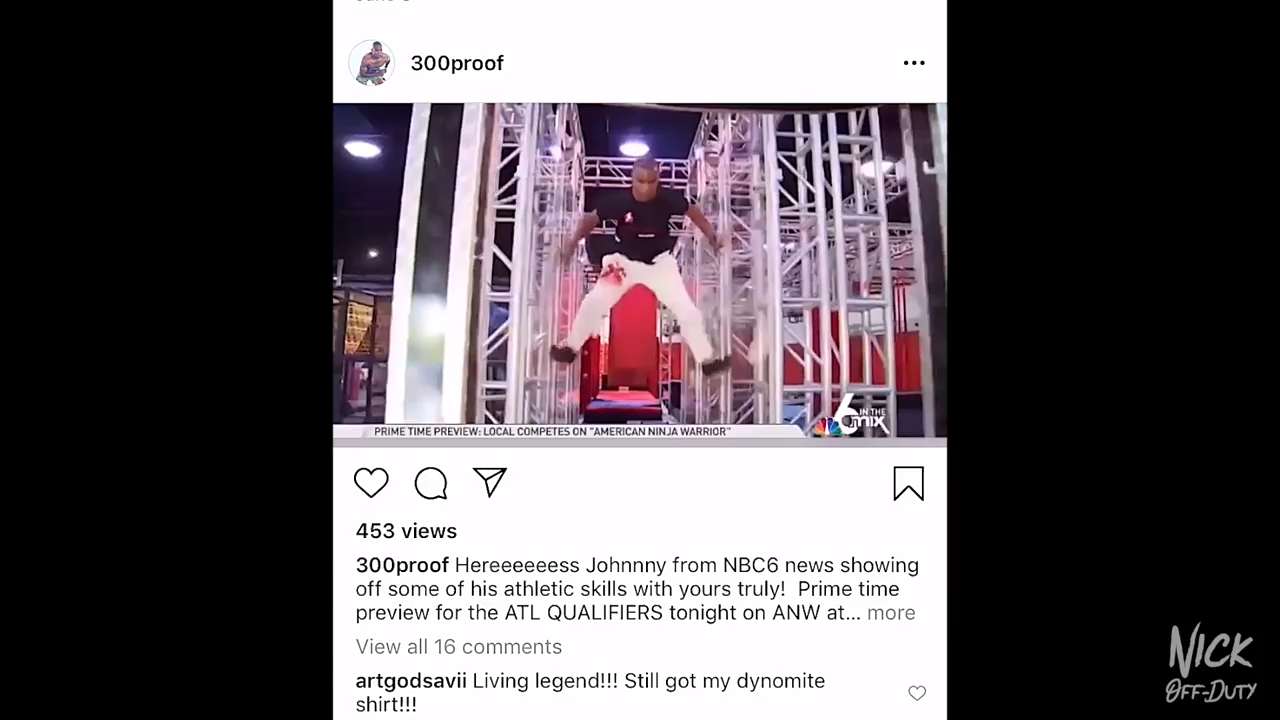 300proof
6 IN THE mix
PRIME TIME PREVIEW: LOCAL COMPETES ON "AMERICAN NINJA WARRIOR"
453 views
300proof Hereeeeeess Johnnny from NBC6 news showing
off some of his athletic skills with yours truly! Prime time
preview for the ATL QUALIFIERS tonight on ANW at... more
View all 16 comments
artgodsavii Living legend!!! Still got my dynomite
shirt!!!
NICK
OFF-DUTY